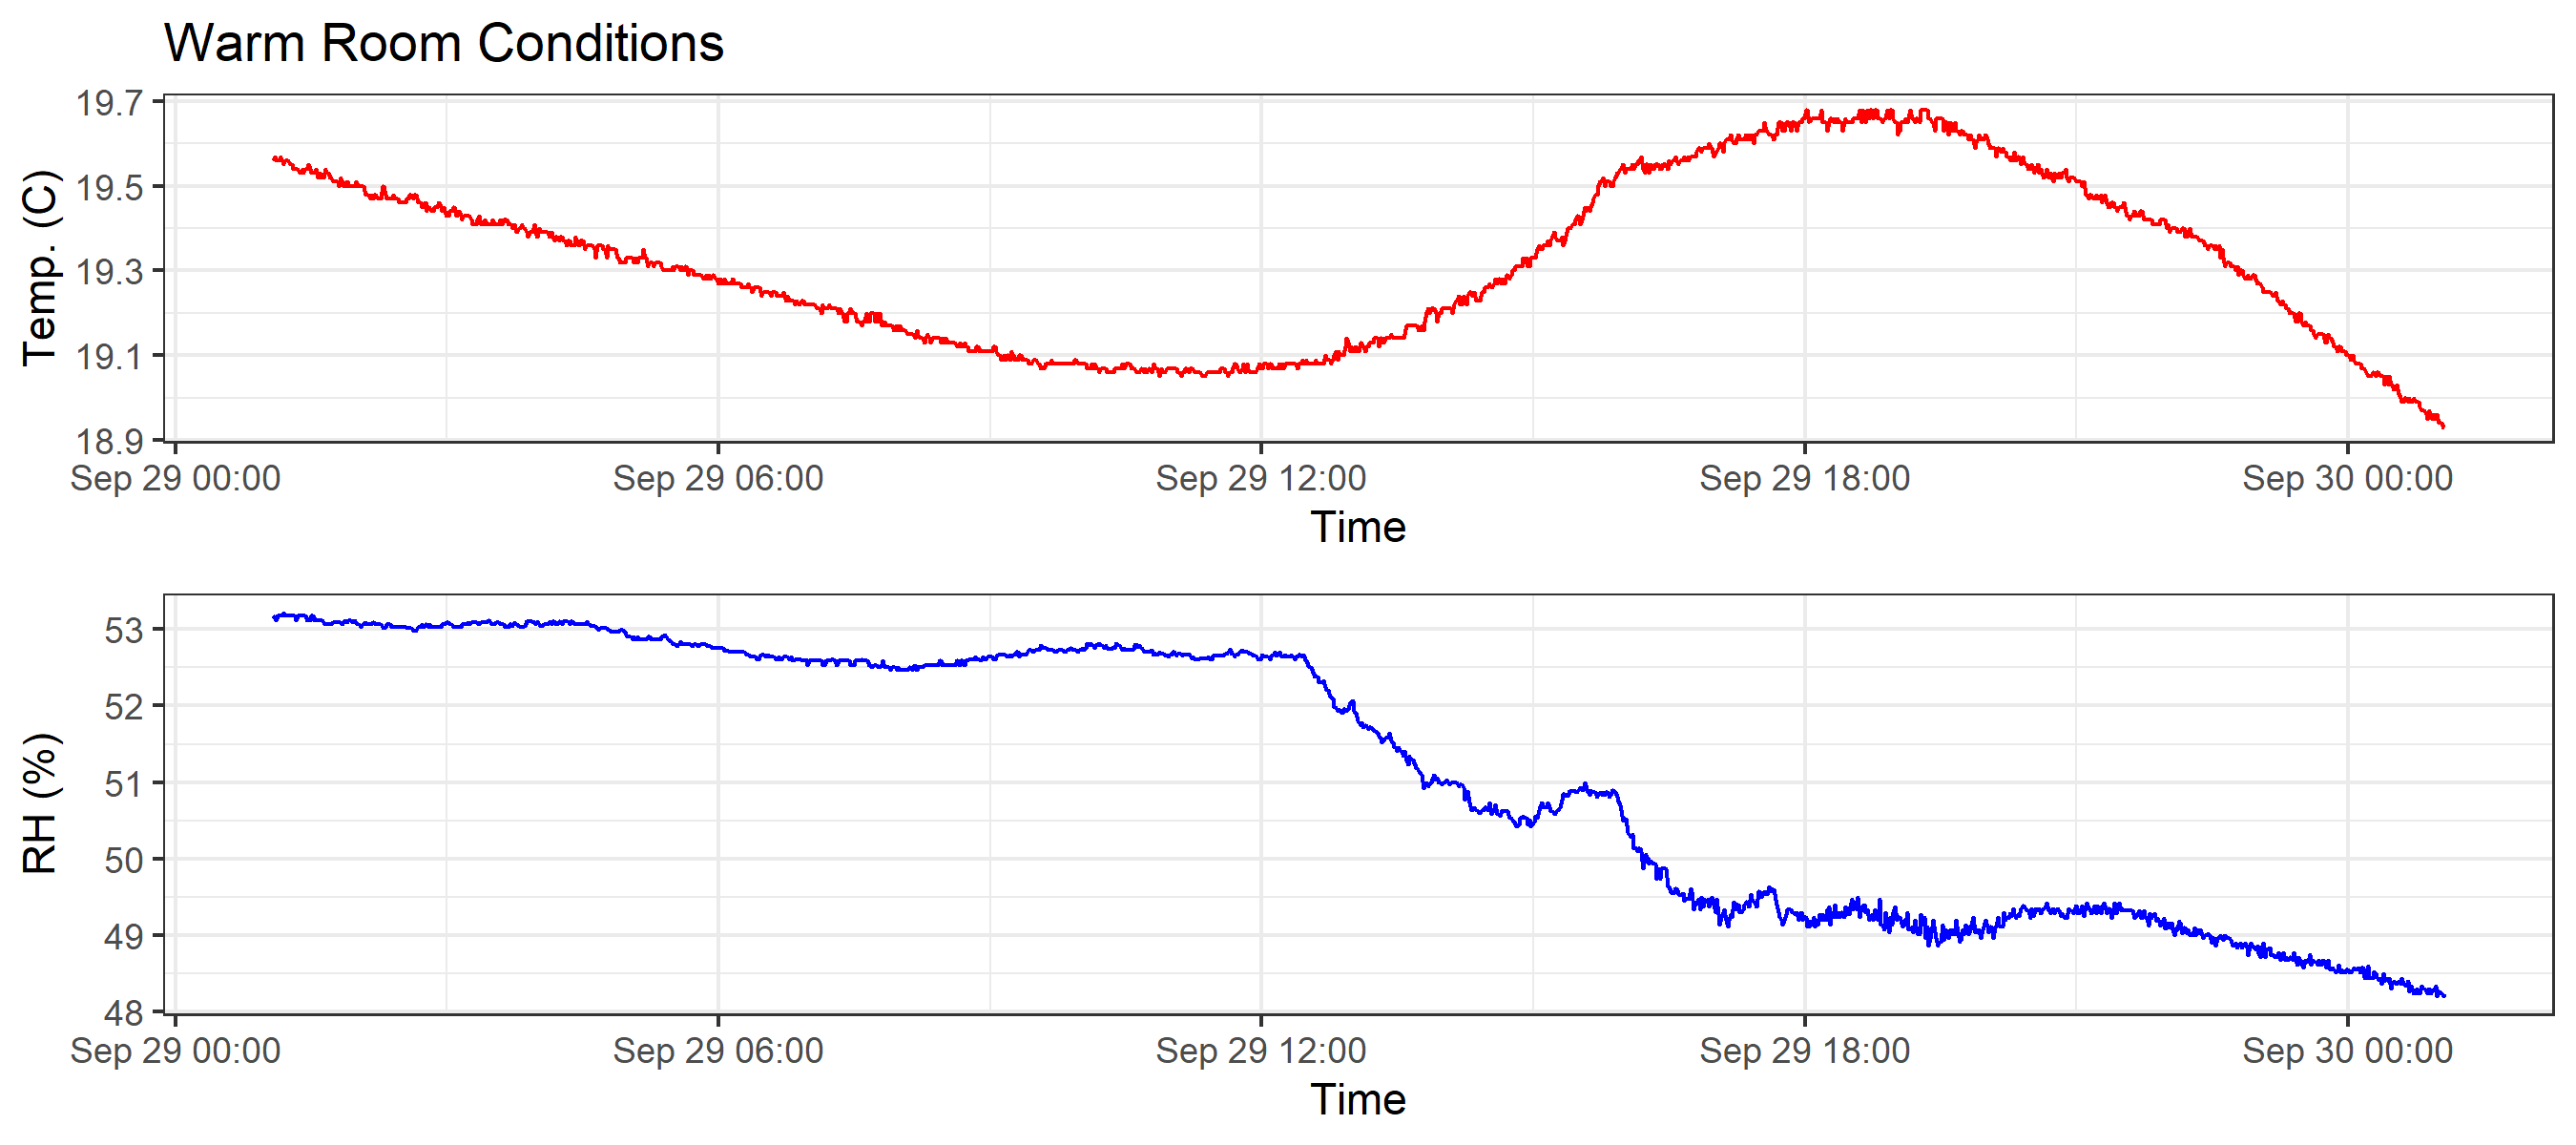 Warm Room Conditions
19.7
19.5
19.3
19.1
18.9
Temp. (C)
Sep 29 00:00 Sep 29 06:00 Sep 29 12:00 Sep 29 18:00 Sep 30 00:00
Time
53
52
51
50
49
48
RH (%)
Sep 29 00:00 Sep 29 06:00 Sep 29 12:00 Sep 29 18:00 Sep 30 00:00
Time